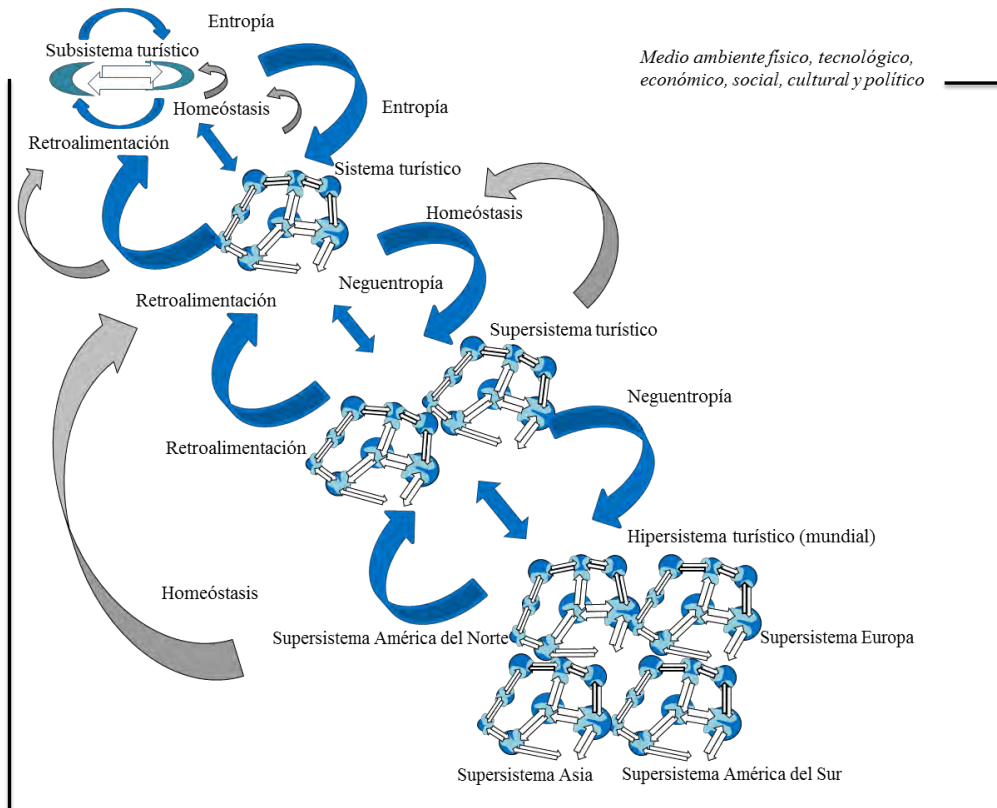 Entropía
Subsistema turístico
Medio ambiente físico, tecnológico,
económico, social, cultural y político
Homeóstasis
Entropía
Retroalimentación
Sistema turístico
Homeóstasis
Neguentropía
Retroalimentación
Supersistema turístico
Neguentropía
Retroalimentación
Hipersistema turístico (mundial)
Homeóstasis
Supersistema América del Norte
Supersistema Europa
Supersistema Asia
Supersistema América del Sur